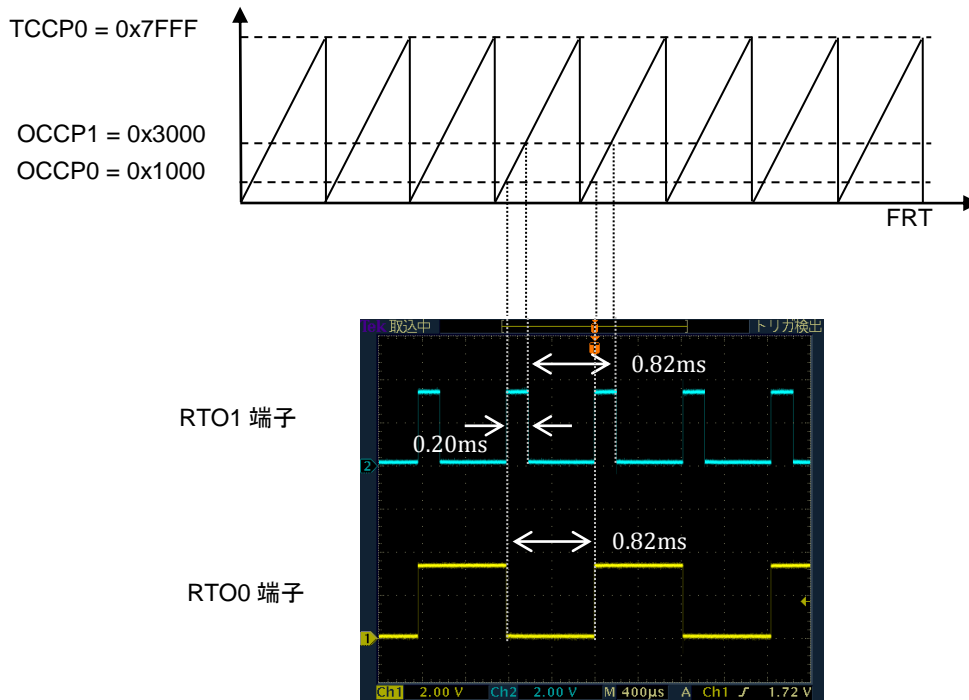 TCCP0 = 0x7FFF
OCCP1 = 0x3000
OCCP0 = 0x1000
FRT
取込中
トリガ検出
0.82ms
RTO1 端子
0.20ms
2
0.82ms
RTO0 端子
1
Ch1 2.00 V Ch2 2.00 V M 400µs A Ch1 1.72 V